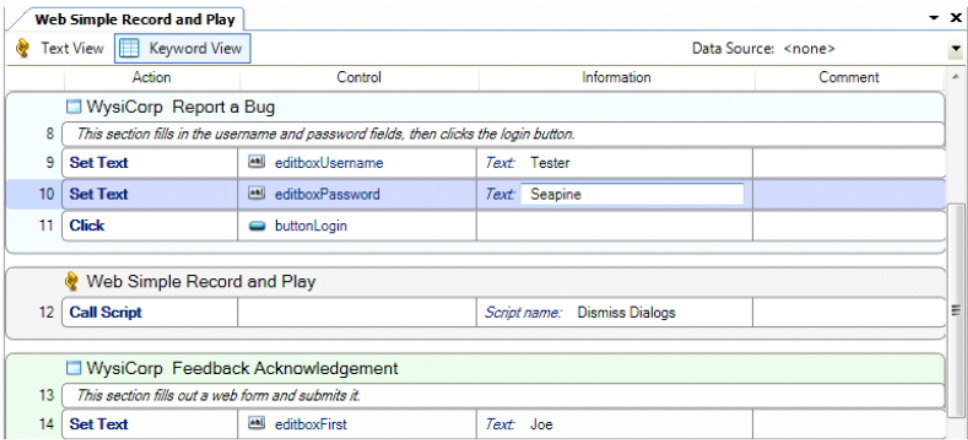 Web Simple Record and Play
Text View Keyword View Data Source: <none>
Action Control Information Comment
WysiCorp Report a Bug
8 This section fills in the username and password fields, then clicks the login button.
9 Set Text editboxUsername Text: Tester
10 Set Text editboxPassword Text: Seapine
11 Click buttonLogin
Web Simple Record and Play
12 Call Script Script name: Dismiss Dialogs
WysiCorp Feedback Acknowledgement
13 This section fills out a web form and submits it.
14 Set Text editboxFirst Text: Joe